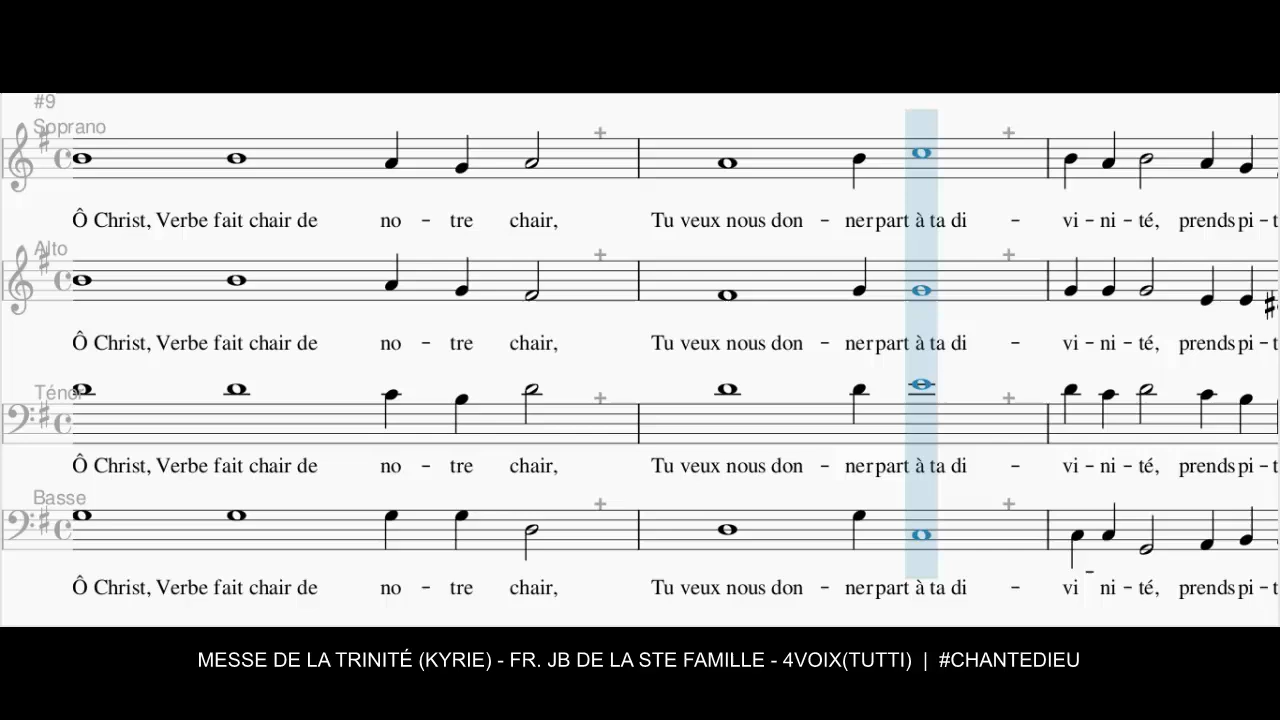 #9
Soprano
Ô Christ, Verbe fait chair de no – tre chair, Tu veux nous don – ner part à ta di – vi – ni – té, prends pi – t
Alto
Ô Christ, Verbe fait chair de no – tre chair, Tu veux nous don – ner part à ta di – vi – ni – té, prends pi – t
Ténor
Ô Christ, Verbe fait chair de no – tre chair, Tu veux nous don – ner part à ta di – vi – ni – té, prends pi – t
Basse
Ô Christ, Verbe fait chair de no – tre chair, Tu veux nous don – ner part à ta di – vi – ni – té, prends pi – t
MESSE DE LA TRINITÉ (KYRIE) - FR. JB DE LA STE FAMILLE - 4VOIX(TUTTI) | #CHANTEDIEU